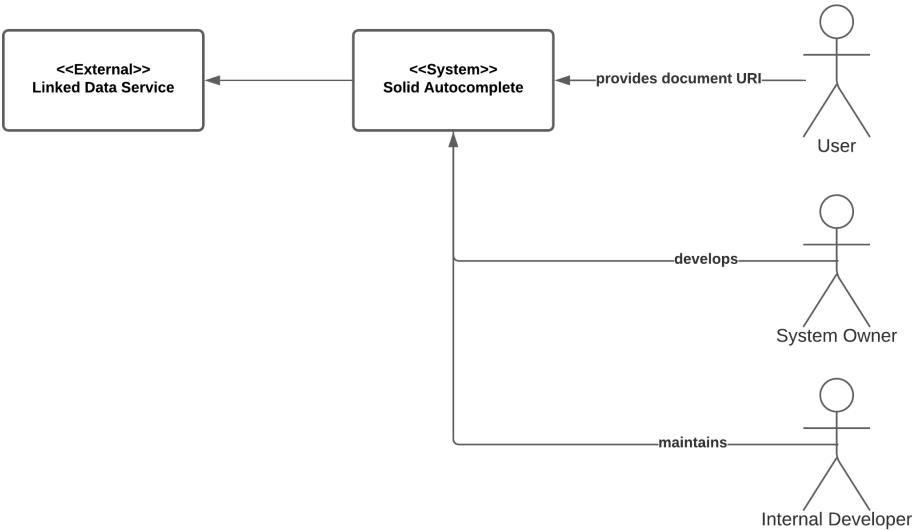 <<External>>
Linked Data Service
<<System>>
Solid Autocomplete
provides document URI
User
develops
System Owner
maintains
Internal Developer